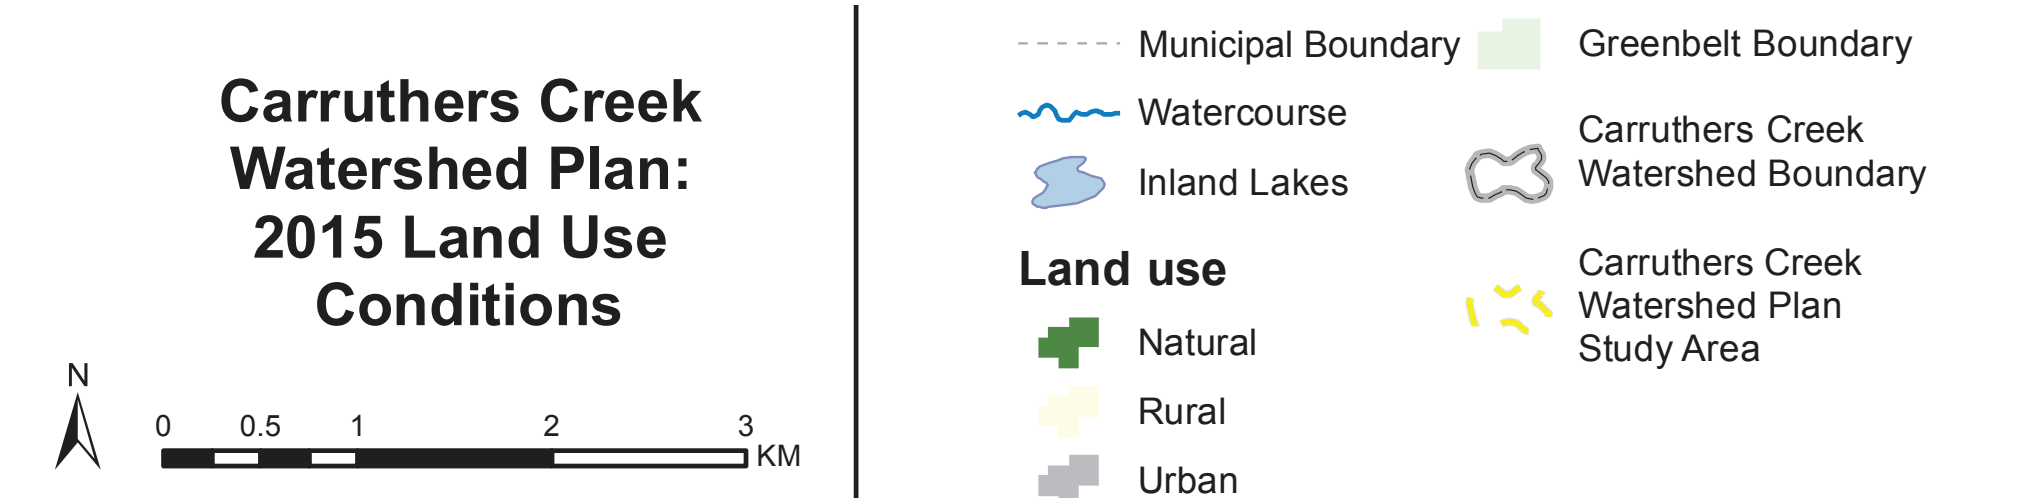 Carruthers Creek
Watershed Plan:
2015 Land Use
Conditions
N
0 0.5 1 2 3
KM
Municipal Boundary
Watercourse
Inland Lakes
Land use
Natural
Rural
Urban
Greenbelt Boundary
Carruthers Creek
Watershed Boundary
Carruthers Creek
Watershed Plan
Study Area